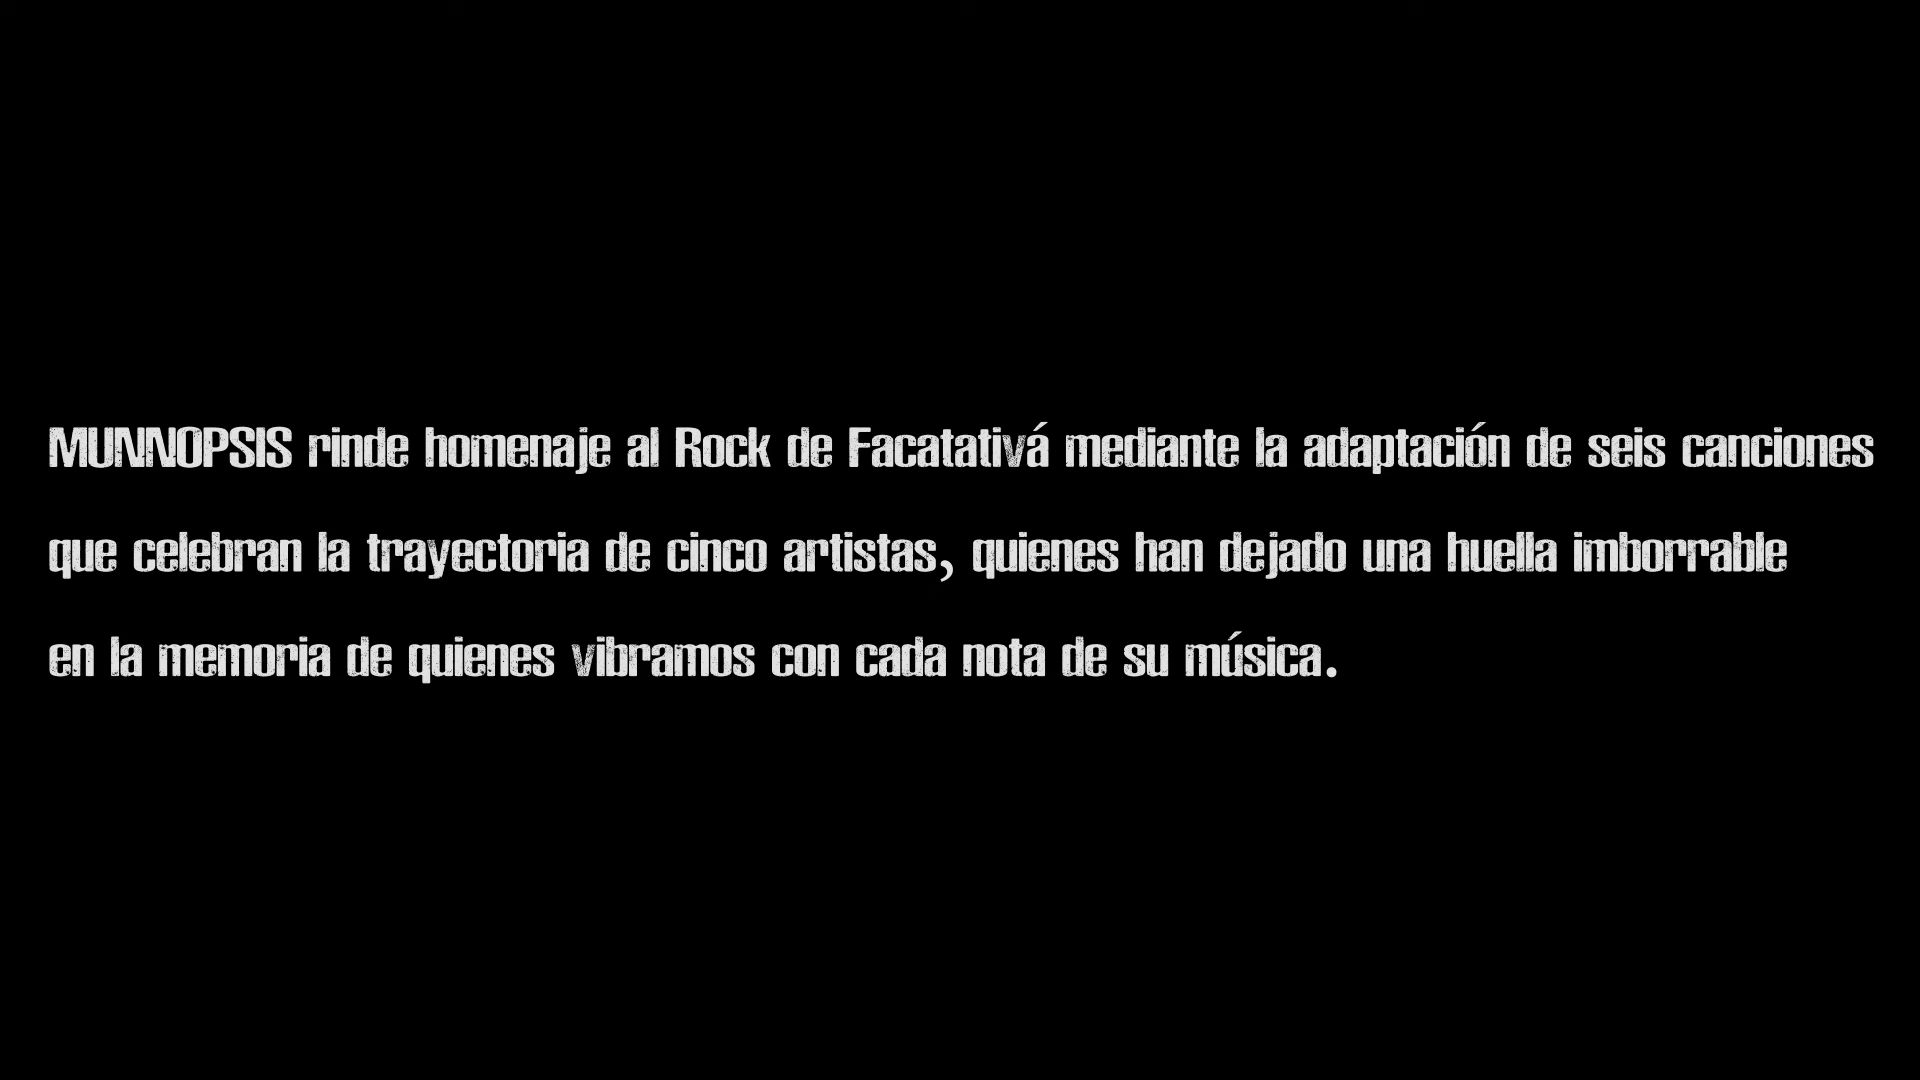 MUNNOPSIS rinde homenaje al Rock de Facatativá mediante la adaptación de seis canciones
que celebran la trayectoria de cinco artistas, quienes han dejado una huella imborrable
en la memoria de quienes vibramos con cada nota de su música.